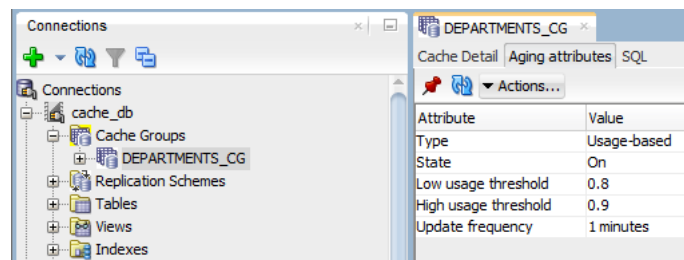 Connections
Connections
cache_db
Cache Groups
DEPARTMENTS_CG
Replication Schemes
Tables
Views
Indexes
DEPARTMENTS_CG
Cache Detail Aging attributes SQL
Actions...
Attribute Value
Type Usage-based
State On
Low usage threshold 0.8
High usage threshold 0.9
Update frequency 1 minutes